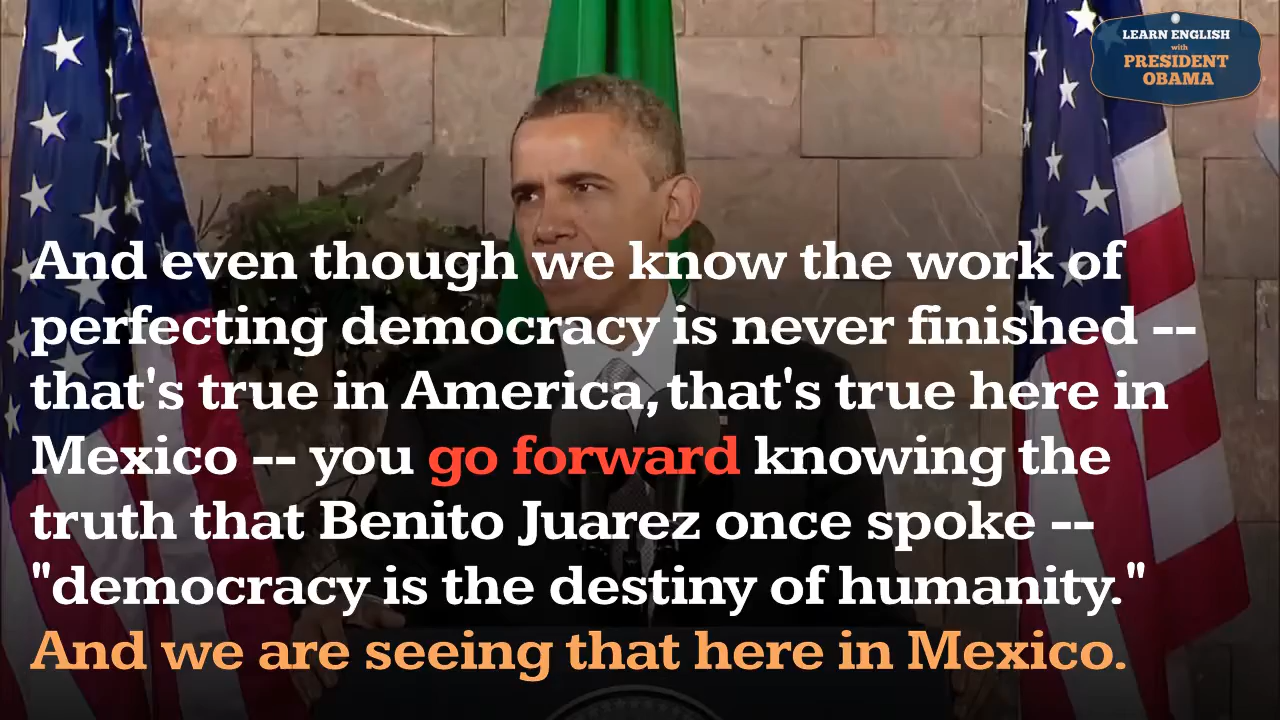 LEARN ENGLISH
with
PRESIDENT
OBAMA
And even though we know the work of
perfecting democracy is never finished --
that's true in America, that's true here in
Mexico -- you go forward knowing the
truth that Benito Juarez once spoke --
"democracy is the destiny of humanity."
And we are seeing that here in Mexico.